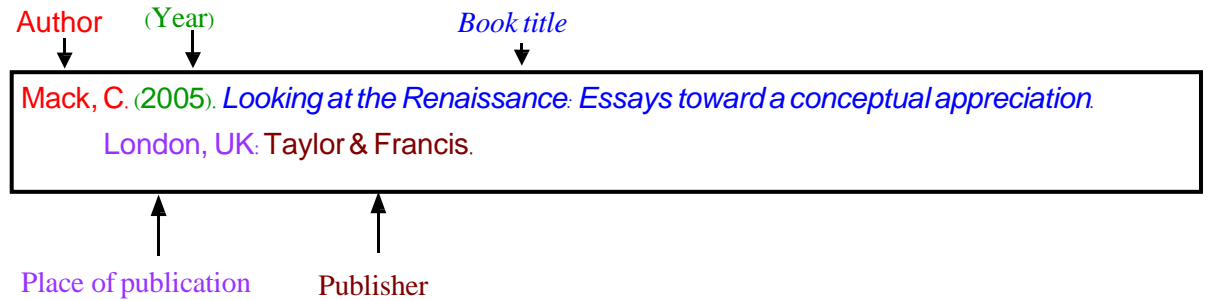 Author (Year) Book title
Mack, C. (2005). Looking at the Renaissance: Essays toward a conceptual appreciation.
London, UK: Taylor & Francis.
Place of publication Publisher